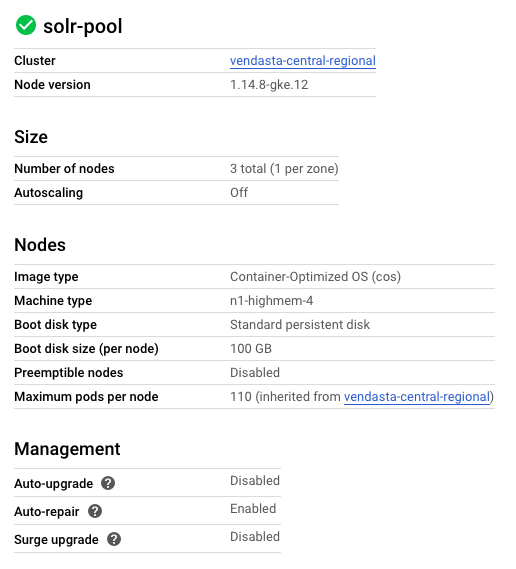 solr-pool
Cluster vendasta-central-regional
Node version 1.14.8-gke.12
Size
Number of nodes 3 total (1 per zone)
Autoscaling Off
Nodes
Image type Container-Optimized OS (cos)
Machine type n1-highmem-4
Boot disk type Standard persistent disk
Boot disk size (per node) 100 GB
Preemptible nodes Disabled
Maximum pods per node 110 (inherited from vendasta-central-regional)
Management
Auto-upgrade ? Disabled
Auto-repair ? Enabled
Surge upgrade ? Disabled